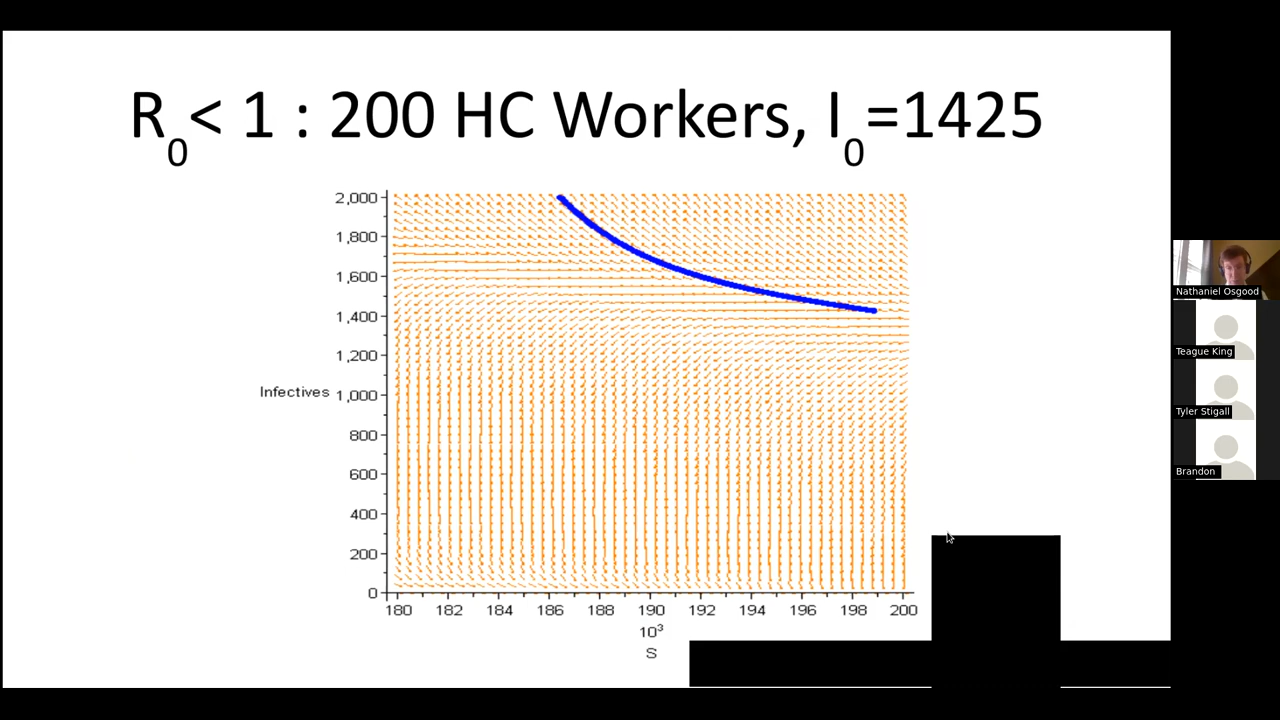 R0< 1 : 200 HC Workers, I0=1425
2,000
1,800
1,600
1,400
1,200
Infectives 1,000
800
600
400
200
0
180 182 184 186 188 190 192 194 196 198 200
10³
S
Nathaniel Osgood
Teague King
Tyler Stigall
Brandon